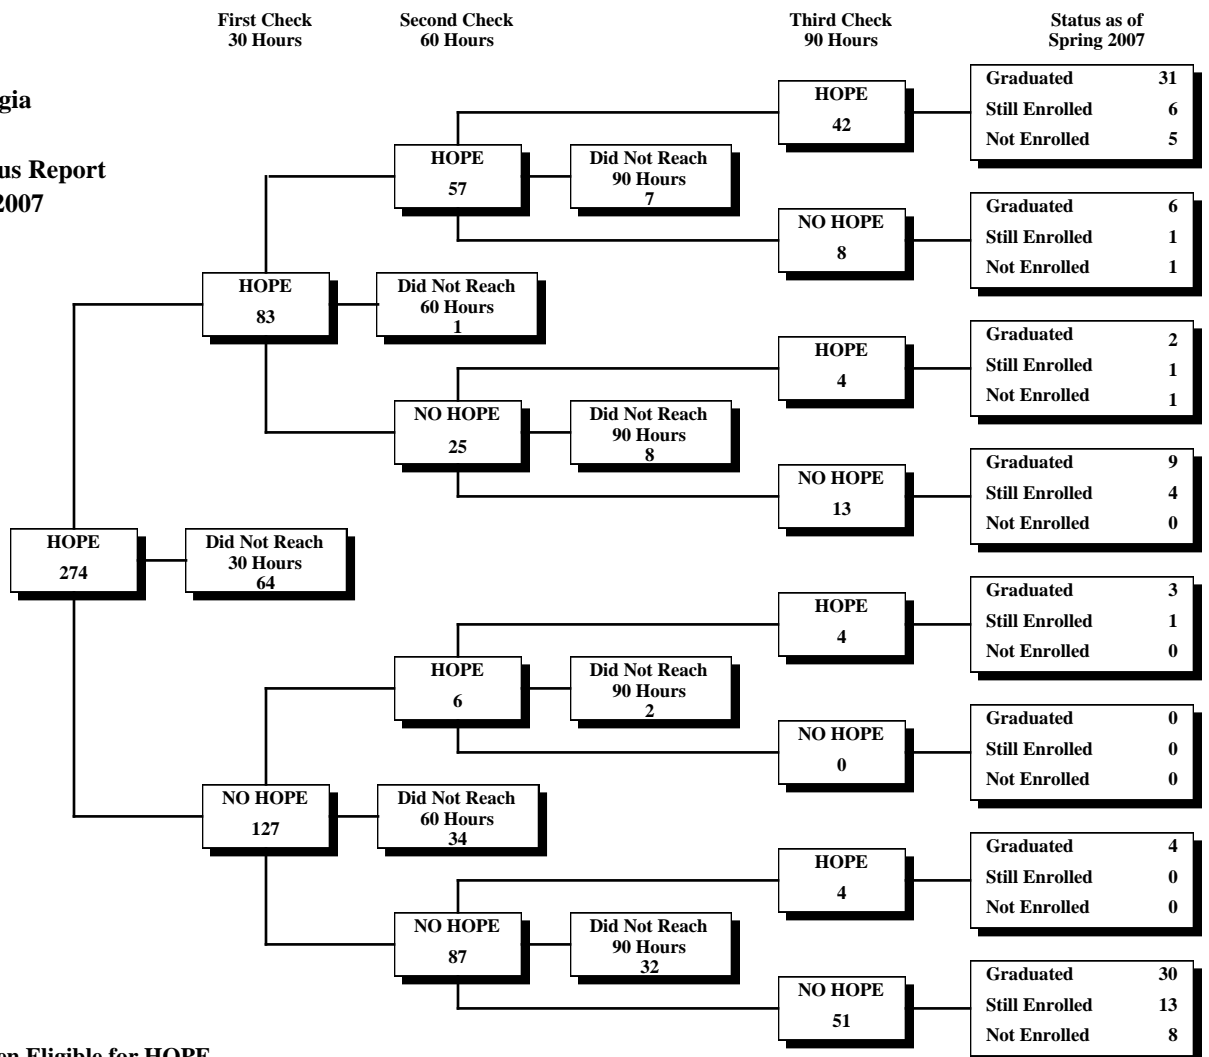 First Check
30 Hours
Second Check
60 Hours
Third Check
90 Hours
Status as of
Spring 2007
gia
us Report
2007
HOPE
42
Graduated 31
Still Enrolled 6
Not Enrolled 5
HOPE
57
Did Not Reach
90 Hours
7
NO HOPE
8
Graduated 6
Still Enrolled 1
Not Enrolled 1
HOPE
83
Did Not Reach
60 Hours
1
HOPE
4
Graduated 2
Still Enrolled 1
Not Enrolled 1
NO HOPE
25
Did Not Reach
90 Hours
8
NO HOPE
13
Graduated 9
Still Enrolled 4
Not Enrolled 0
HOPE
274
Did Not Reach
30 Hours
64
HOPE
4
Graduated 3
Still Enrolled 1
Not Enrolled 0
HOPE
6
Did Not Reach
90 Hours
2
NO HOPE
0
Graduated 0
Still Enrolled 0
Not Enrolled 0
NO HOPE
127
Did Not Reach
60 Hours
34
HOPE
4
Graduated 4
Still Enrolled 0
Not Enrolled 0
NO HOPE
87
Did Not Reach
90 Hours
32
NO HOPE
51
Graduated 30
Still Enrolled 13
Not Enrolled 8
en Eligible for HOPE